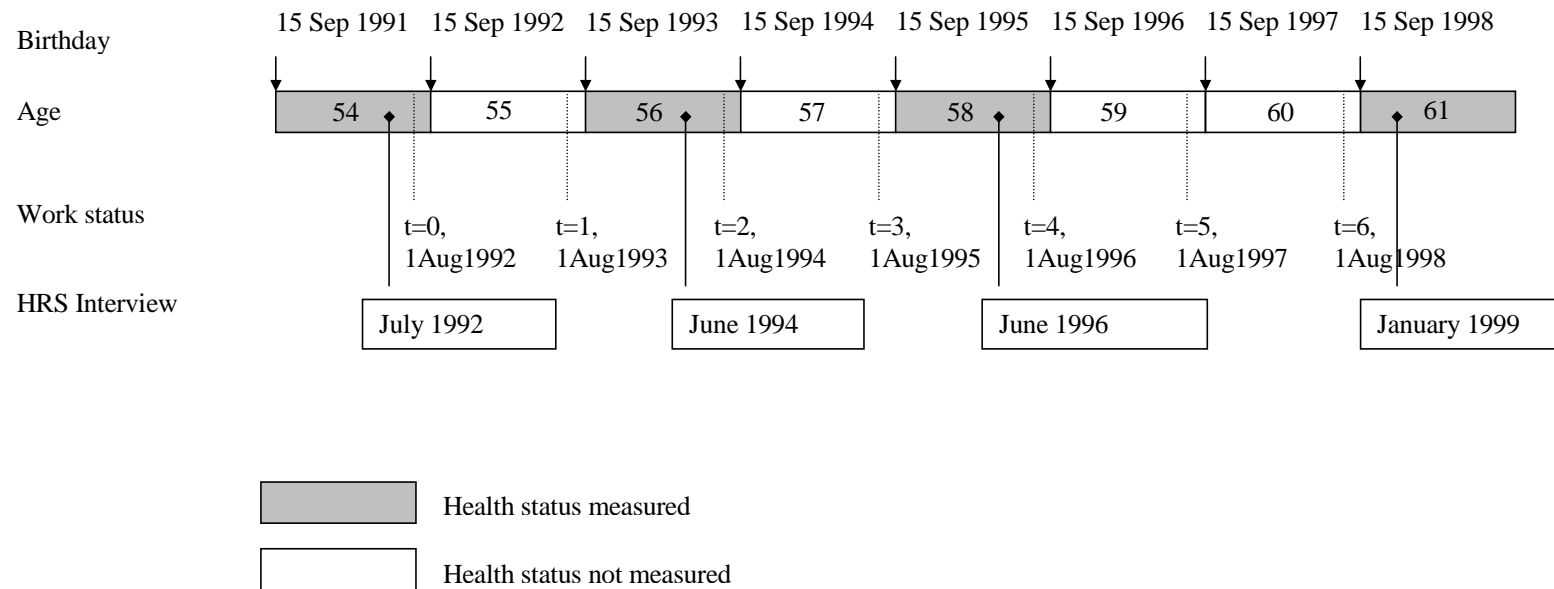 Birthday
15 Sep 1991 15 Sep 1992 15 Sep 1993 15 Sep 1994 15 Sep 1995 15 Sep 1996 15 Sep 1997 15 Sep 1998
Age
54 55 56 57 58 59 60 61
Work status
t=0, t=1, t=2, t=3, t=4, t=5, t=6,
1Aug1992 1Aug1993 1Aug1994 1Aug1995 1Aug1996 1Aug1997 1Aug1998
HRS Interview
July 1992 June 1994 June 1996 January 1999
Health status measured
Health status not measured